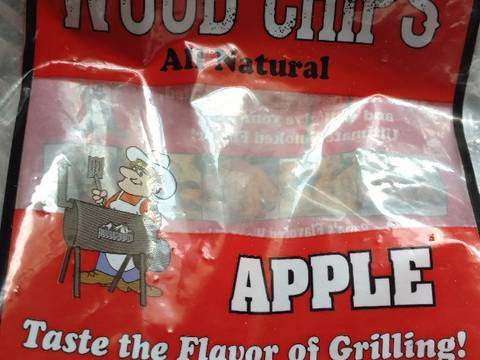 WOOD CHIPS
All Natural
APPLE
Taste the Flavor of Grilling!